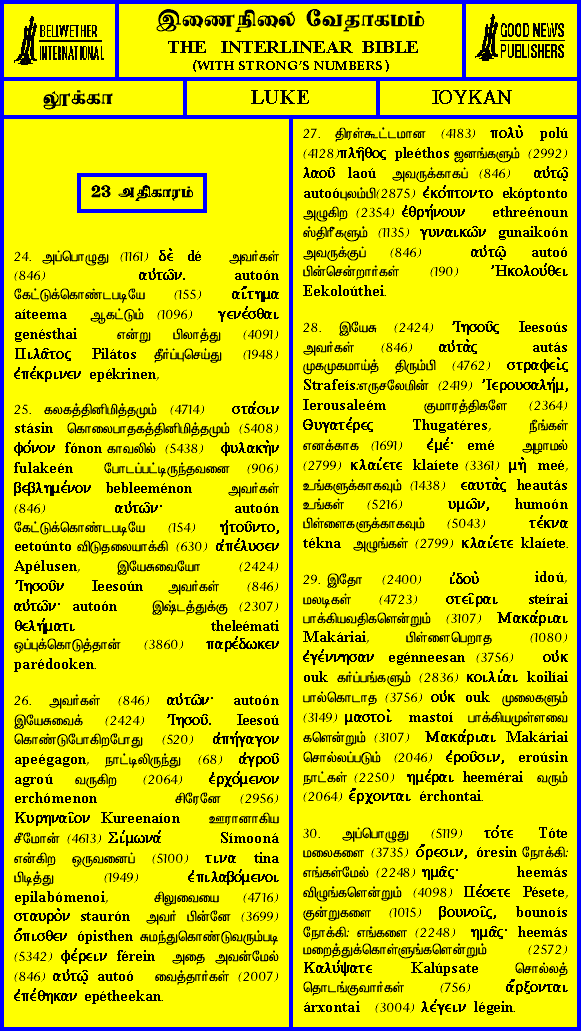 BELLWETHER
INTERNATIONAL
இணைநிலை வேதாகமம்
THE INTERLINEAR BIBLE
(WITH STRONG'S NUMBERS)
GOOD NEWS
PUBLISHERS
லூக்கா
LUKE
ΙΟΥΚΑΝ
23 அதிகாரம்
24. அப்பொழுது (1161) δὲ dé அவர்கள்
(846) αὐτῶν. autoón
கேட்டுக்கொண்டபடியே (155) αἴτημα
aíteema ஆகட்டும் (1096) γενέσθαι
genésthai என்று பிலாத்து (4091)
Πιλᾶτος Pilátos தீர்ப்புசெய்து (1948)
ἐπέκρινεν epékrinen,
25. கலகத்தினிமித்தமும் (4714) στάσιν
stásin கொலைபாதகத்தினிமித்தமும் (5408)
φόνον fónon காவலில் (5438) φυλακὴν
fulakeén போடப்பட்டிருந்தவனை (906)
βεβλημένον bebleeménon அவர்கள்
(846) αὐτῶν· autoón
கேட்டுக்கொண்டபடியே (154) ᾐτοῦντο,
eetoúnto விடுதலையாக்கி (630) ἀπέλυσεν
Apélusen, இயேசுவையோ (2424)
Ἰησοῦν Ieesoún அவர்கள் (846)
αὐτῶν· autoón இஷ்டத்துக்கு (2307)
θελήματι theleémati
ஒப்புக்கொடுத்தான் (3860) παρέδωκεν
parédooken.
26. அவர்கள் (846) αὐτῶν· autoón
இயேசுவைக் (2424) Ἰησοῦ. Ieesoú
கொண்டுபோகிறபோது (520) ἀπήγαγον
apeégagon, நாட்டிலிருந்து (68) ἀγροῦ
agroú வருகிற (2064) ἐρχόμενον
erchómenon சிரேனே (2956)
Κυρηναῖον Kureenaíon ஊரானாகிய
சீமோன் (4613) Σίμωνά Símooná
என்கிற ஒருவனைப் (5100) τινα tina
பிடித்து (1949) ἐπιλαβόμενοι
epilabómenoi, சிலுவையை (4716)
σταυρὸν staurón அவர் பின்னே (3699)
ὄπισθεν ópisthen சுமந்துகொண்டுவரும்படி
(5342) φέρειν férein அதை அவன்மேல்
(846) αὐτῷ autoó வைத்தார்கள் (2007)
ἐπέθηκαν epétheekan.
27. திரள்கூட்டமான (4183) πολὺ polú
(4128)πλῆθος pleéthos ஜனங்களும் (2992)
λαοῦ laoú அவருக்காகப் (846) αὐτῷ
autoóபுலம்பி(2875) ἐκόπτοντο ekóptonto
அழுகிற (2354) ἐθρήνουν ethreénoun
ஸ்திரீகளும் (1135) γυναικῶν gunaikoón
அவருக்குப் (846) αὐτῷ autoó
பின்சென்றார்கள் (190) Ἠκολούθει
Eekoloúthei.
28. இயேசு (2424) Ἰησοῦς Ieesoús
அவர்கள் (846) αὐτὰς autás
முகமுகமாய்த் திரும்பி (4762) στραφεὶς
Strafeís:எருசலேமின் (2419) Ἰερουσαλήμ,
Ierousaleém குமாரத்திகளே (2364)
Θυγατέρες Thugatéres, நீங்கள்
எனக்காக (1691) ἐμέ· emé அழாமல்
(2799) κλαίετε klaíete (3361) μὴ meé,
உங்களுக்காகவும் (1438) εαυτὰς heautás
உங்கள் (5216) υμῶν, humoón
பிள்ளைகளுக்காகவும் (5043) τέκνα
tékna அழுங்கள் (2799) κλαίετε klaíete.
29. இதோ (2400) ἰδοὺ idoú,
மலடிகள் (4723) στεῖραι steírai
பாக்கியவதிகளென்றும் (3107) Μακάριαι
Makáriai, பிள்ளைபெறாத (1080)
ἐγέννησαν egénneesan (3756) οὐκ
ouk கர்ப்பங்களும் (2836) κοιλίαι koilíai
பால்கொடாத (3756) οὐκ ouk முலைகளும்
(3149) μαστοὶ mastoí பாக்கியமுள்ளவை
களென்றும் (3107) Μακάριαι Makáriai
சொல்லப்படும் (2046) ἐροῦσιν, eroúsin
நாட்கள் (2250) ημέραι heemérai வரும்
(2064) ἔρχονται érchontai.
30. அப்பொழுது (5119) τότε Tóte
மலைகளை (3735) ὄρεσιν, óresin நோக்கி:
எங்கள்மேல் (2248) ημᾶς· heemás
விழுங்களென்றும் (4098) Πέσετε Pésete,
குன்றுகளை (1015) βουνοῖς, bounoís
நோக்கி: எங்களை (2248) ημᾶς· heemás
மறைத்துக்கொள்ளுங்களென்றும் (2572)
Καλύψατε Kalúpsate சொல்லத்
தொடங்குவார்கள் (756) ἄρξονται
árxontai (3004) λέγειν légein.